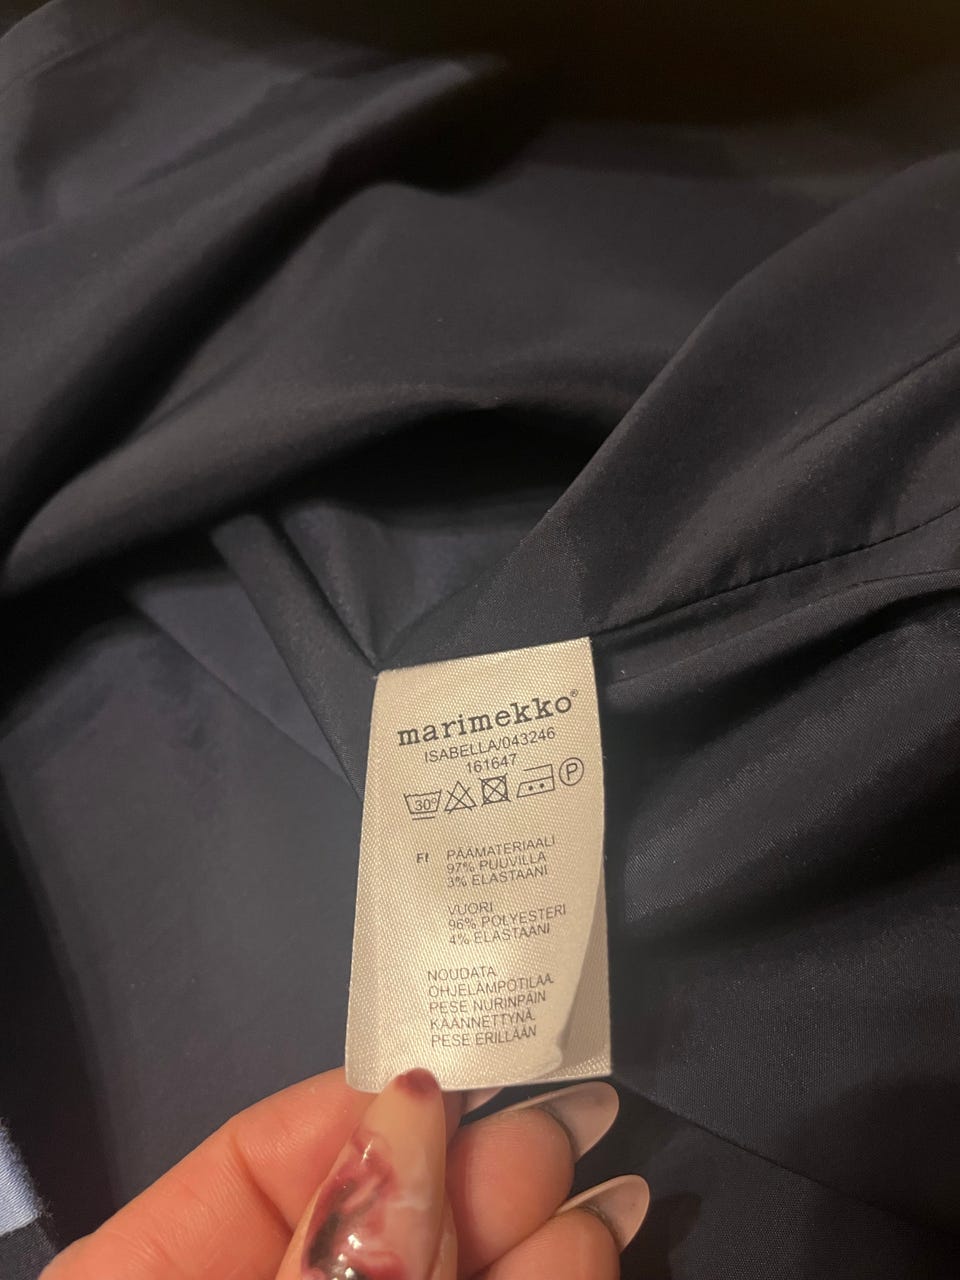 marimekko®
ISABELLA/043246
161647
30° P
FI PÄÄMATERIAALI
97% PUUVILLA
3% ELASTAANI
VUORI
96% POLYESTERI
4% ELASTAANI
NOUDATA
OHJELÄMPÖTILAA.
PESE NURINPÄIN
KÄÄNNETTYNÄ.
PESE ERILLÄÄN